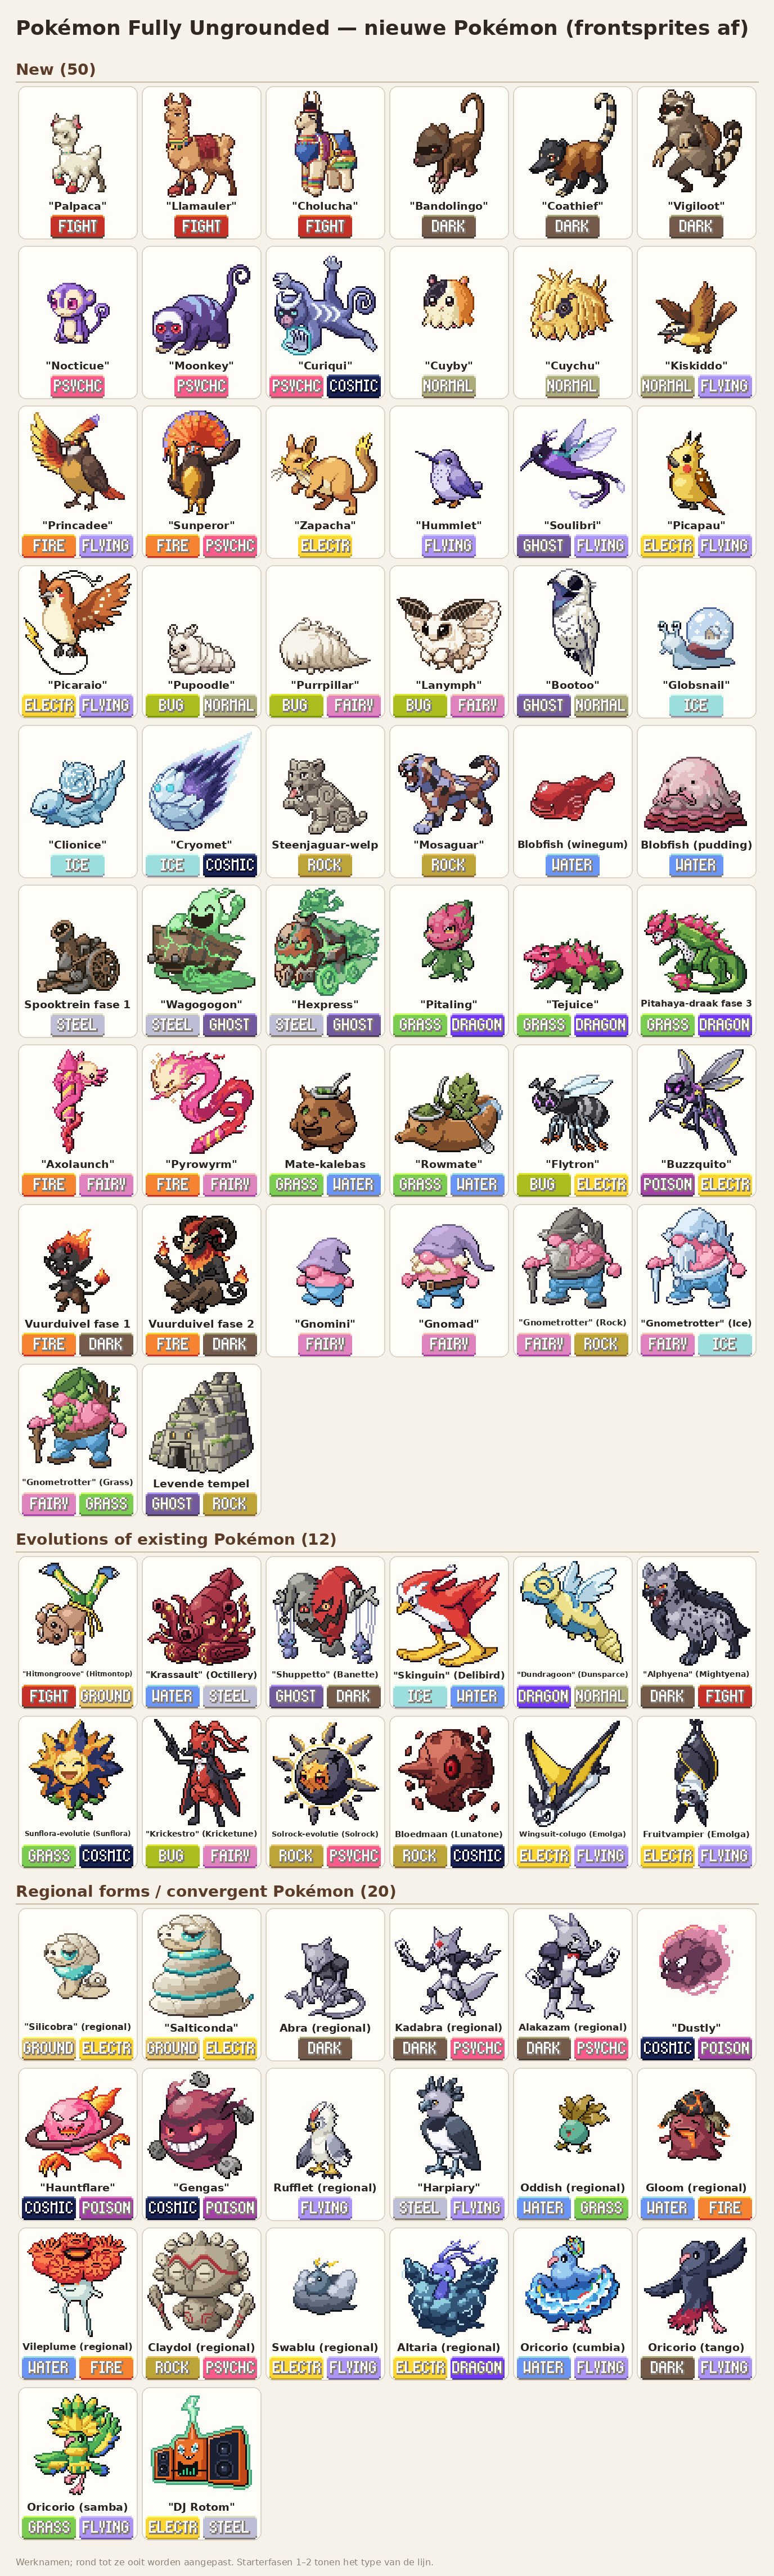 Pokémon Fully Ungrounded — nieuwe Pokémon (frontsprites af)
New (50)
"Palpaca" "Llamauler" "Cholucha" "Bandolingo" "Coathief" "Vigiloot"
FIGHT FIGHT FIGHT DARK DARK DARK
"Nocticue" "Moonkey" "Curiqui" "Cuyby" "Cuychu" "Kiskiddo"
PSYCHC PSYCHC PSYCHC COSMIC NORMAL NORMAL NORMAL FLYING
"Princadee" "Sunperor" "Zapacha" "Hummlet" "Soulibri" "Picapau"
FIRE FLYING FIRE PSYCHC ELECTR FLYING GHOST FLYING ELECTR FLYING
"Picaraio" "Pupoodle" "Purrpillar" "Lanymph" "Bootoo" "Globsnail"
ELECTR FLYING BUG NORMAL BUG FAIRY BUG FAIRY GHOST NORMAL ICE
"Clionice" "Cryomet" Steenjaguar-welp "Mosaguar" Blobfish (winegum) Blobfish (pudding)
ICE ICE COSMIC ROCK ROCK WATER WATER
Spooktrein fase 1 "Wagogogon" "Hexpress" "Pitaling" "Tejuice" Pitahaya-draak fase 3
STEEL STEEL GHOST STEEL GHOST GRASS DRAGON GRASS DRAGON GRASS DRAGON
"Axolaunch" "Pyrowyrm" Mate-kalebas "Rowmate" "Flytron" "Buzzquito"
FIRE FAIRY FIRE FAIRY GRASS WATER GRASS WATER BUG ELECTR POISON ELECTR
Vuurduivel fase 1 Vuurduivel fase 2 "Gnomini" "Gnomad" "Gnometrotter" (Rock) "Gnometrotter" (Ice)
FIRE DARK FIRE DARK FAIRY FAIRY FAIRY ROCK FAIRY ICE
"Gnometrotter" (Grass) Levende tempel
FAIRY GRASS GHOST ROCK
Evolutions of existing Pokémon (12)
"Hitmongroove" (Hitmontop) "Krassault" (Octillery) "Shuppetto" (Banette) "Skinguin" (Delibird) "Dundragoon" (Dunsparce) "Alphyena" (Mightyena)
FIGHT GROUND WATER STEEL GHOST DARK ICE WATER DRAGON NORMAL DARK FIGHT
Sunflora-evolutie (Sunflora) "Krickestro" (Kricketune) Solrock-evolutie (Solrock) Bloedmaan (Lunatone) Wingsuit-colugo (Emolga) Fruitvampier (Emolga)
GRASS COSMIC BUG FAIRY ROCK PSYCHC ROCK COSMIC ELECTR FLYING ELECTR FLYING
Regional forms / convergent Pokémon (20)
"Silicobra" (regional) "Salticonda" Abra (regional) Kadabra (regional) Alakazam (regional) "Dustly"
GROUND ELECTR GROUND ELECTR DARK DARK PSYCHC DARK PSYCHC COSMIC POISON
"Hauntflare" "Gengas" Rufflet (regional) "Harpiary" Oddish (regional) Gloom (regional)
COSMIC POISON COSMIC POISON FLYING STEEL FLYING WATER GRASS WATER FIRE
Vileplume (regional) Claydol (regional) Swablu (regional) Altaria (regional) Oricorio (cumbia) Oricorio (tango)
WATER FIRE ROCK PSYCHC ELECTR FLYING ELECTR DRAGON WATER FLYING DARK FLYING
Oricorio (samba) "DJ Rotom"
GRASS FLYING ELECTR STEEL
Werknamen; rond tot ze ooit worden aangepast. Starterfasen 1–2 tonen het type van de lijn.